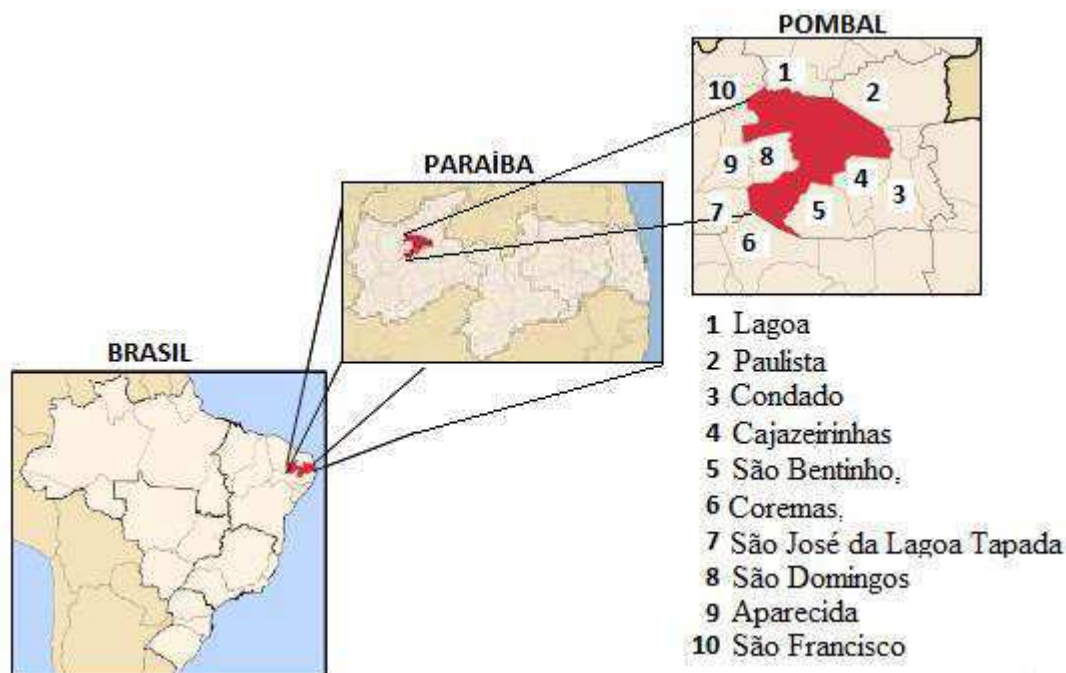 POMBAL
1
2
10
9
8
4
3
7
5
6
PARAÍBA
BRASIL
1 Lagoa
2 Paulista
3 Condado
4 Cajazeirinhas
5 São Bentinho,
6 Coremas,
7 São José da Lagoa Tapada
8 São Domingos
9 Aparecida
10 São Francisco